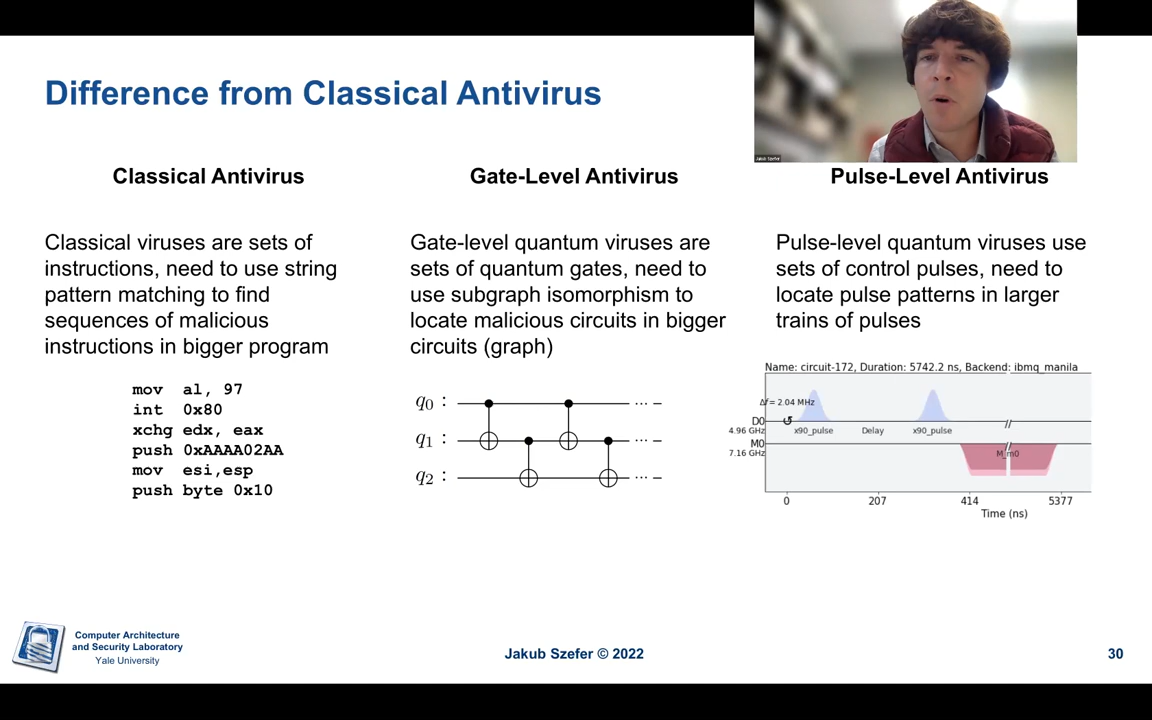 Difference from Classical Antivirus
Jakub Szefer
Classical Antivirus
Classical viruses are sets of
instructions, need to use string
pattern matching to find
sequences of malicious
instructions in bigger program
mov al, 97
int 0x80
xchg edx, eax
push 0xAAAA02AA
mov esi,esp
push byte 0x10
Gate-Level Antivirus
Gate-level quantum viruses are
sets of quantum gates, need to
use subgraph isomorphism to
locate malicious circuits in bigger
circuits (graph)
q0 : ...
q1 : ...
q2 : ...
Pulse-Level Antivirus
Pulse-level quantum viruses use
sets of control pulses, need to
locate pulse patterns in larger
trains of pulses
Name: circuit-172, Duration: 5742.2 ns, Backend: ibmq_manila
Δf = 2.04 MHz
D0
4.96 GHz
x90_pulse Delay x90_pulse
M0
7.16 GHz
M_m0
0 207 414 5377
Time (ns)
Computer Architecture
and Security Laboratory
Yale University
Jakub Szefer © 2022
30